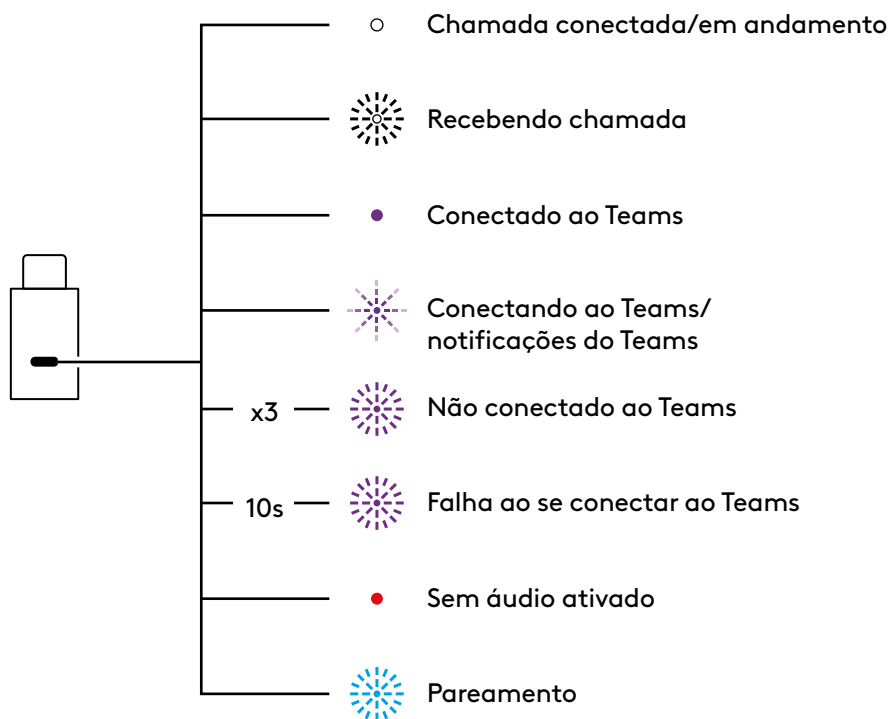 Chamada conectada/em andamento
Recebendo chamada
Conectado ao Teams
Conectando ao Teams/
notificações do Teams
x3 Não conectado ao Teams
10s Falha ao se conectar ao Teams
Sem áudio ativado
Pareamento